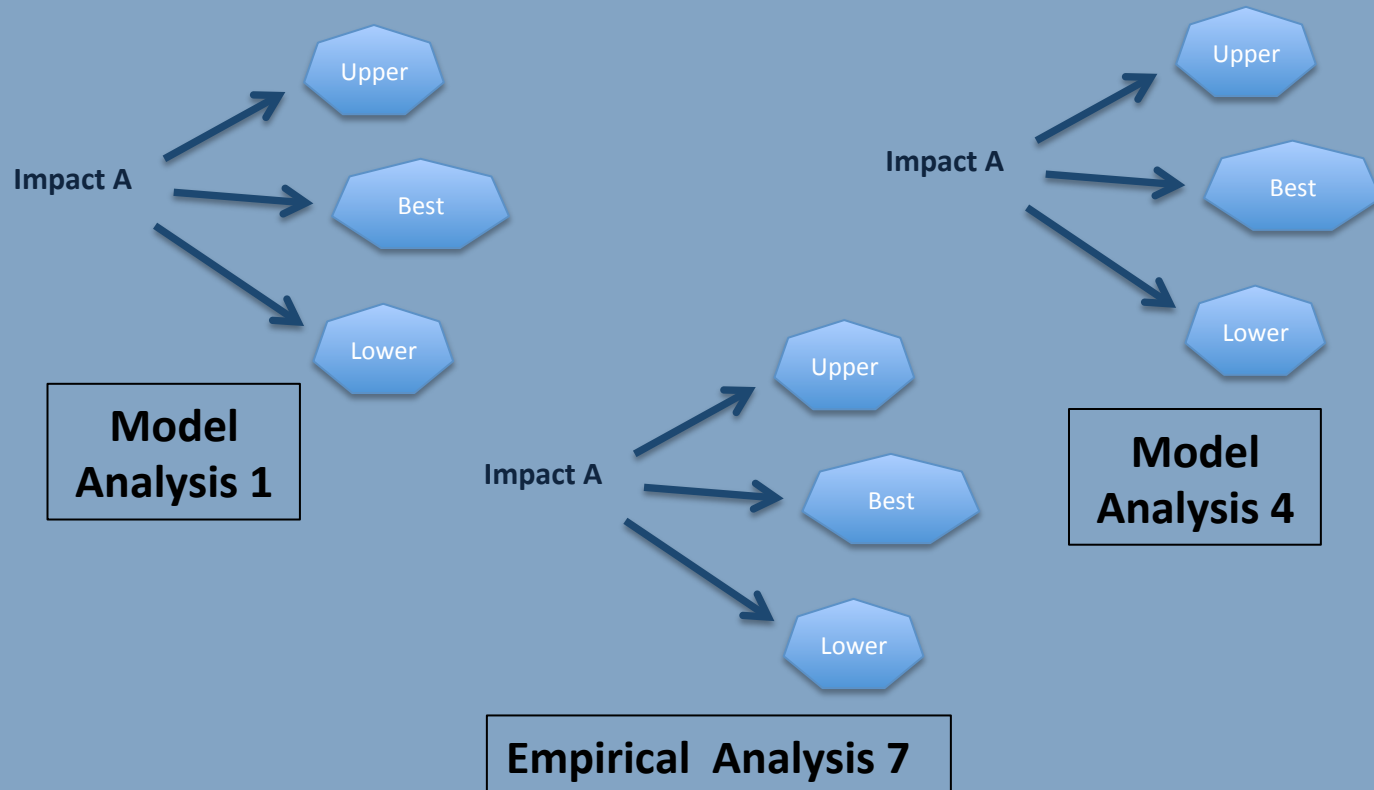 Upper
Impact A
Best
Lower
Model
Analysis 1
Upper
Impact A
Best
Lower
Empirical  Analysis 7
Upper
Impact A
Best
Lower
Model
Analysis 4